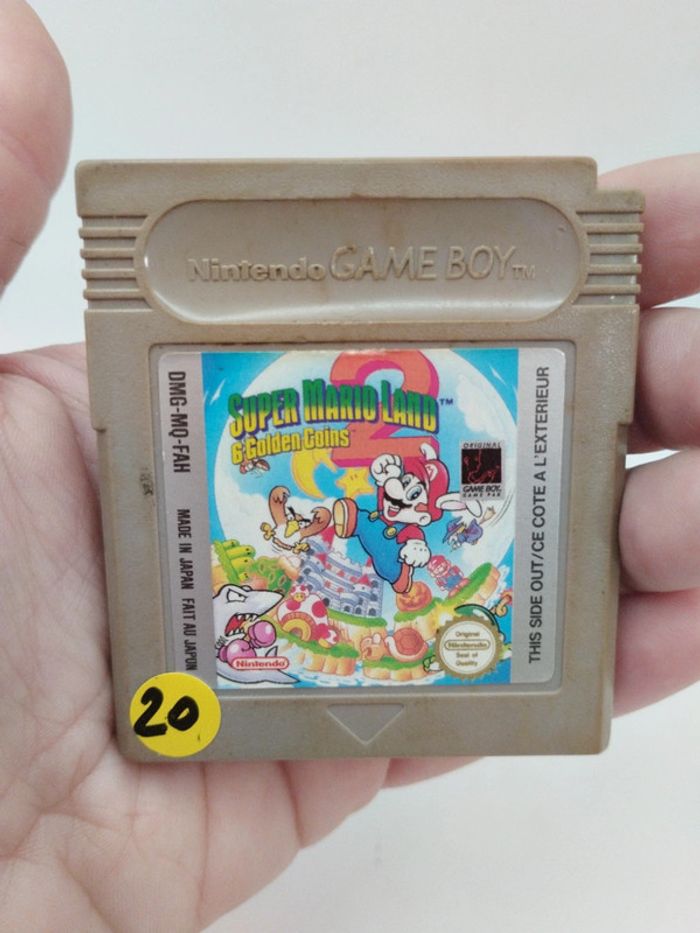 Nintendo GAME BOY™
DMG-MQ-FAH MADE IN JAPAN FAIT AU JAPON
SUPER MARIO LAND™
2
6 Golden Coins
ORIGINAL
GAME BOY
GAME PAK
Nintendo
Original
Nintendo
Seal of
Quality
THIS SIDE OUT/CE COTE A L'EXTERIEUR
20